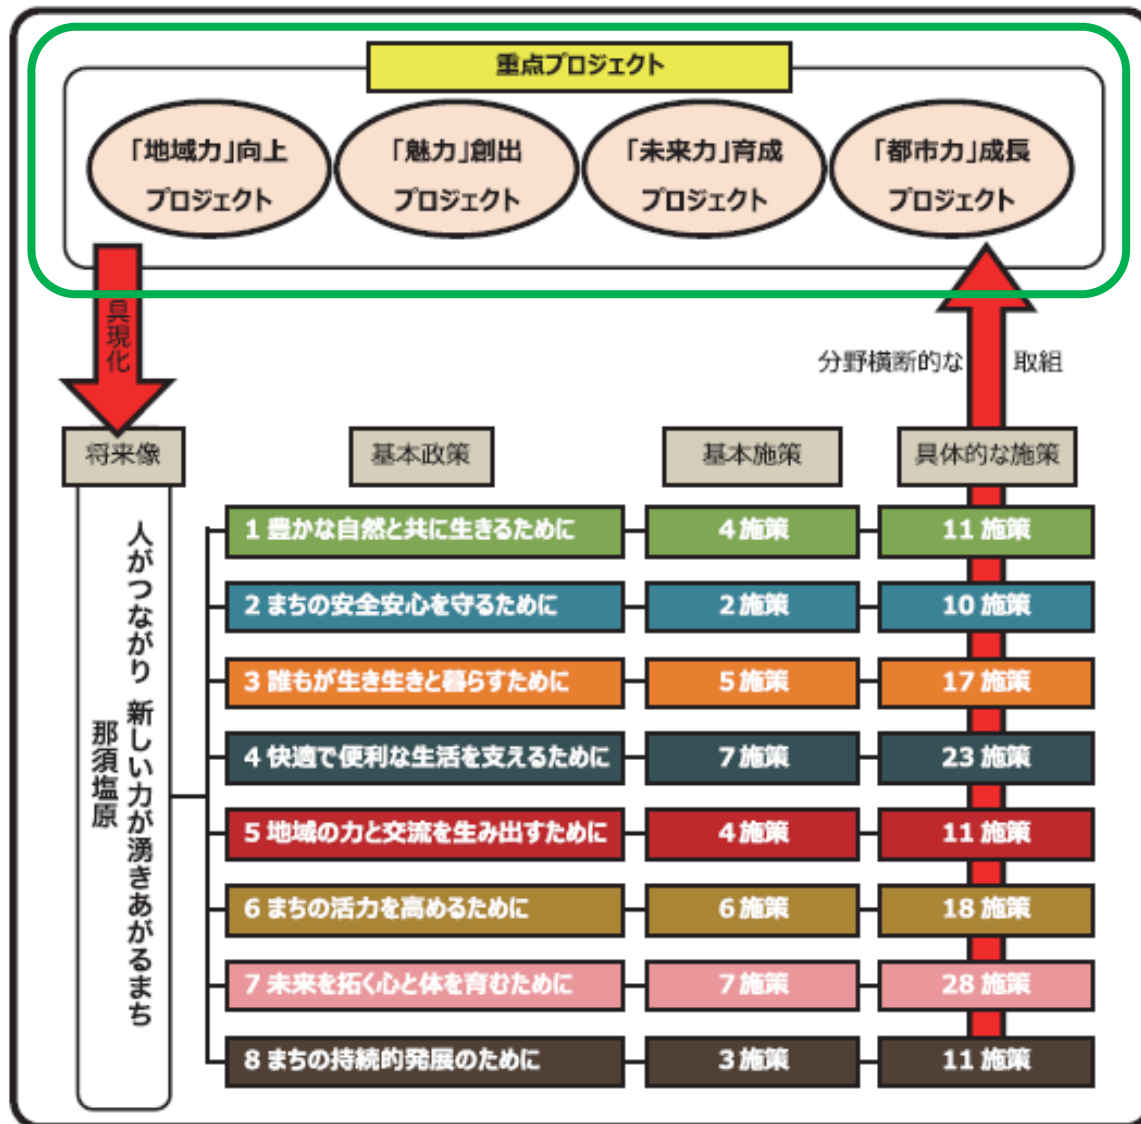 重点プロジェクト
「地域力」向上
プロジェクト
「魅力」創出
プロジェクト
「未来力」育成
プロジェクト
「都市力」成長
プロジェクト
具現化
分野横断的な 取組
将来像
基本政策
基本施策
具体的な施策
人がつながり 新しい力が湧きあがるまち
那須塩原
1 豊かな自然と共に生きるために
4 施策
11 施策
2 まちの安全安心を守るために
2 施策
10 施策
3 誰もが生き生きと暮らすために
5 施策
17 施策
4 快適で便利な生活を支えるために
7 施策
23 施策
5 地域の力と交流を生み出すために
4 施策
11 施策
6 まちの活力を高めるために
6 施策
18 施策
7 未来を拓く心と体を育むために
7 施策
28 施策
8 まちの持続的発展のために
3 施策
11 施策